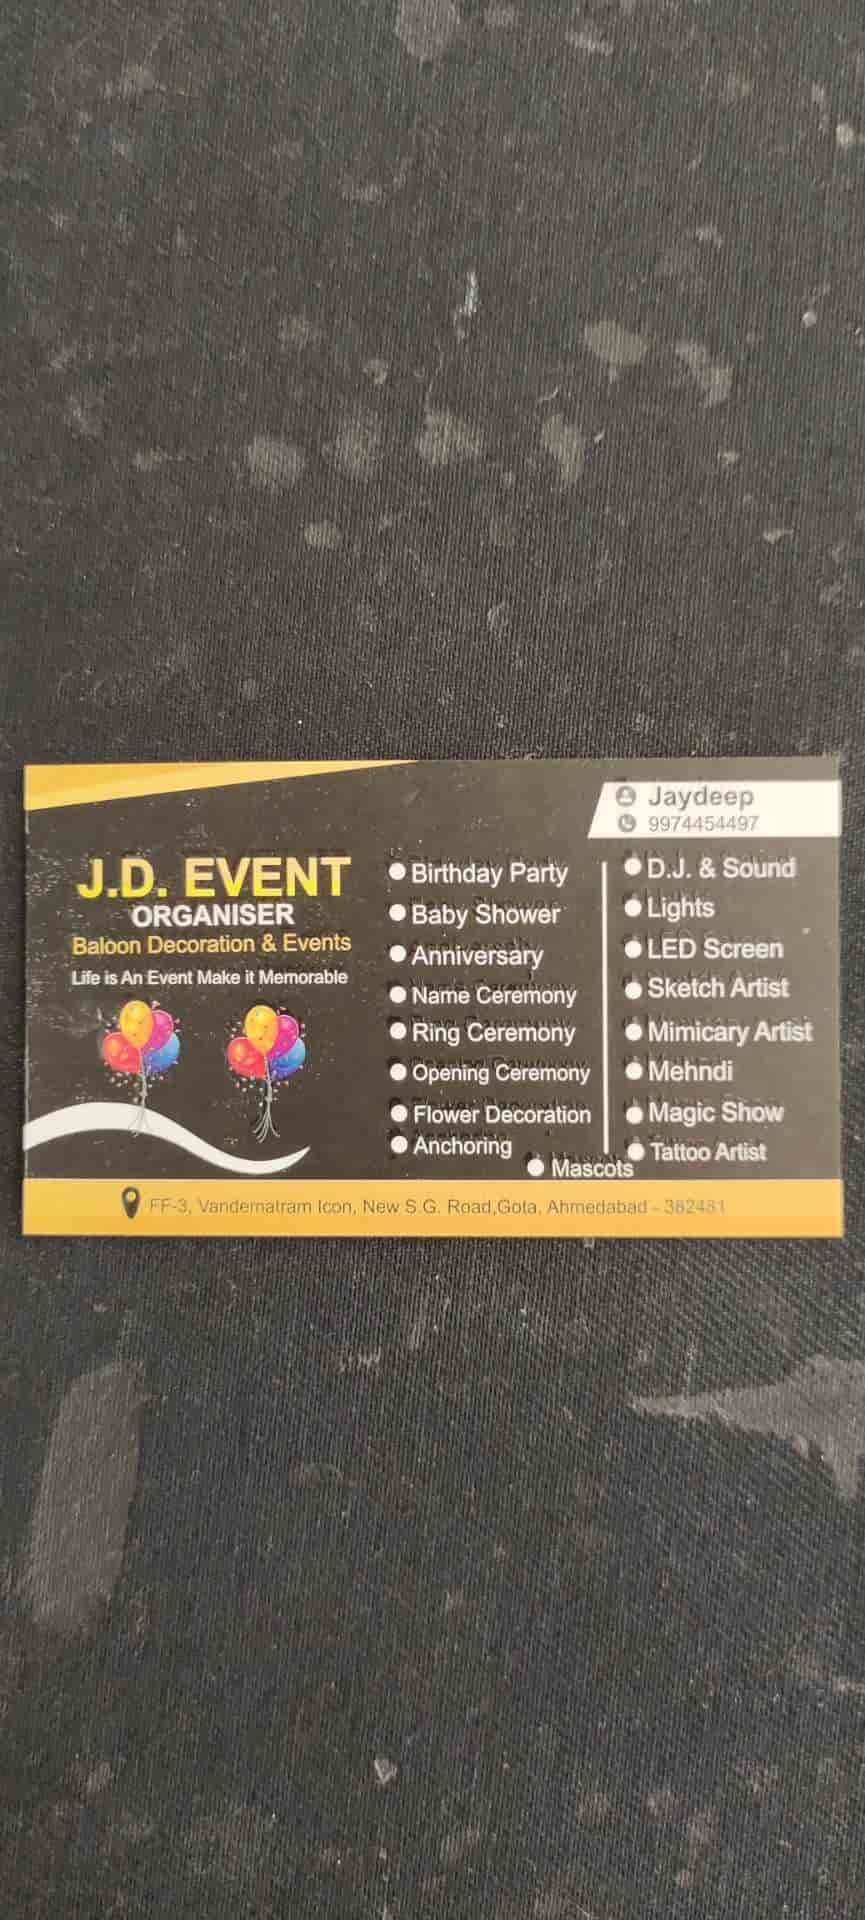 Jaydeep
9974454497
J.D. EVENT
ORGANISER
Baloon Decoration & Events
Life is An Event Make it Memorable
Birthday Party
Baby Shower
Anniversary
Name Ceremony
Ring Ceremony
Opening Ceremony
Flower Decoration
Anchoring
Mascots
D.J. & Sound
Lights
LED Screen
Sketch Artist
Mimicary Artist
Mehndi
Magic Show
Tattoo Artist
FF-3, Vandematram Icon, New S.G. Road,Gota, Ahmedabad - 382481